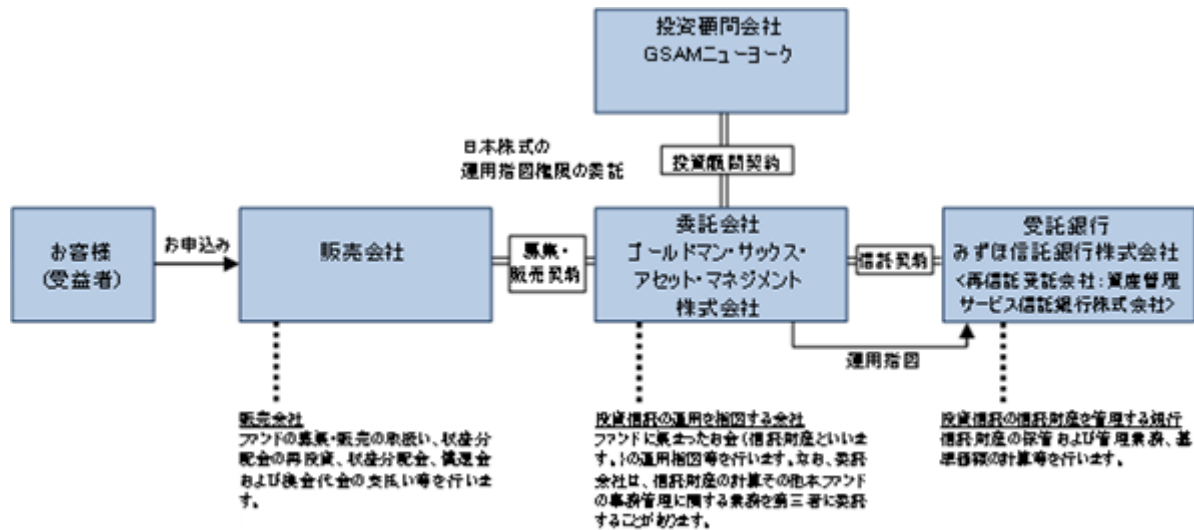 投資顧問会社
GSAMニューヨーク
日本株式の
運用指図権限の委託
投資顧問契約
お客様
(受益者)
お申込み
販売会社
募集・
販売契約
委託会社
ゴールドマン・サックス・
アセット・マネジメント
株式会社
信託契約
受託銀行
みずほ信託銀行株式会社
<再信託受託会社:資産管理
サービス信託銀行株式会社>
運用指図
販売会社
ファンドの募集・販売の取扱い、収益分
配金の再投資、収益分配金、償還金
および換金代金の支払い等を行いま
す。
投資信託の運用を指図する会社
ファンドに集まったお金(信託財産といいま
す。)の運用指図等を行います。なお、委託
会社は、信託財産の計算その他本ファンド
の事務管理に関する業務を第三者に委託
することがあります。
投資信託の信託財産を管理する銀行
信託財産の保管および管理業務、基
準価額の計算等を行います。